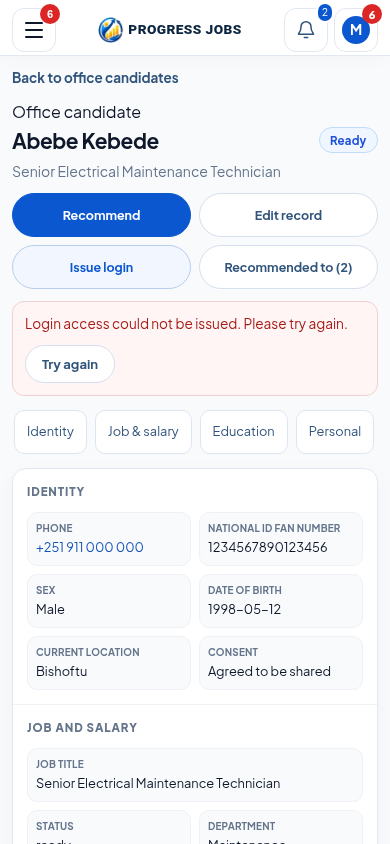 6
PROGRESS JOBS
2
M
6
Back to office candidates
Office candidate
Abebe Kebede
Ready
Senior Electrical Maintenance Technician
Recommend
Edit record
Issue login
Recommended to (2)
Login access could not be issued. Please try again.
Try again
Identity
Job & salary
Education
Personal
IDENTITY
PHONE
+251 911 000 000
NATIONAL ID FAN NUMBER
1234567890123456
SEX
Male
DATE OF BIRTH
1998-05-12
CURRENT LOCATION
Bishoftu
CONSENT
Agreed to be shared
JOB AND SALARY
JOB TITLE
Senior Electrical Maintenance Technician
STATUS
ready
DEPARTMENT
Maintenance